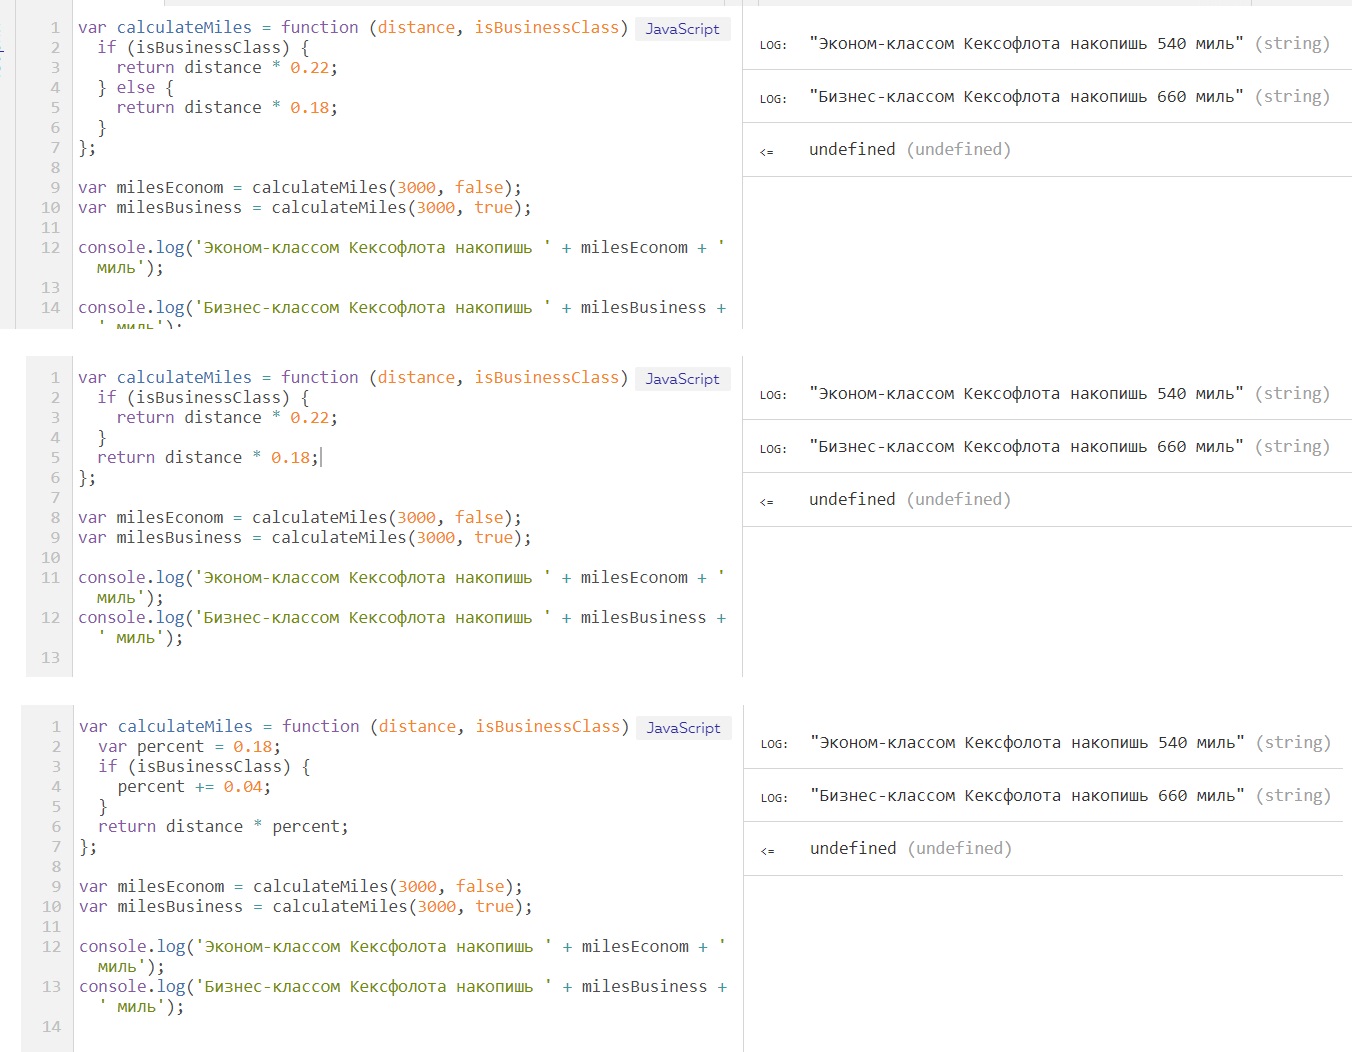 1 var calculateMiles = function (distance, isBusinessClass) { JavaScript
2 if (isBusinessClass) {
3 return distance * 0.22;
4 } else {
5 return distance * 0.18;
6 }
7 };
8
9 var milesEconom = calculateMiles(3000, false);
10 var milesBusiness = calculateMiles(3000, true);
11
12 console.log('Эконом-классом Кексофлота накопишь ' + milesEconom + '
миль');
13
14 console.log('Бизнес-классом Кексофлота накопишь ' + milesBusiness +
' миль');
LOG: "Эконом-классом Кексофлота накопишь 540 миль" (string)
LOG: "Бизнес-классом Кексофлота накопишь 660 миль" (string)
<= undefined (undefined)
1 var calculateMiles = function (distance, isBusinessClass) JavaScript
2 if (isBusinessClass) {
3 return distance * 0.22;
4 }
5 return distance * 0.18;
6 };
7
8 var milesEconom = calculateMiles(3000, false);
9 var milesBusiness = calculateMiles(3000, true);
10
11 console.log('Эконом-классом Кексофлота накопишь ' + milesEconom + '
миль');
12 console.log('Бизнес-классом Кексофлота накопишь ' + milesBusiness +
' миль');
13
LOG: "Эконом-классом Кексофлота накопишь 540 миль" (string)
LOG: "Бизнес-классом Кексофлота накопишь 660 миль" (string)
<= undefined (undefined)
1 var calculateMiles = function (distance, isBusinessClass) JavaScript
2 var percent = 0.18;
3 if (isBusinessClass) {
4 percent += 0.04;
5 }
6 return distance * percent;
7 };
8
9 var milesEconom = calculateMiles(3000, false);
10 var milesBusiness = calculateMiles(3000, true);
11
12 console.log('Эконом-классом Кексфолота накопишь ' + milesEconom + '
миль');
13 console.log('Бизнес-классом Кексфолота накопишь ' + milesBusiness +
' миль');
14
LOG: "Эконом-классом Кексфолота накопишь 540 миль" (string)
LOG: "Бизнес-классом Кексфолота накопишь 660 миль" (string)
<= undefined (undefined)